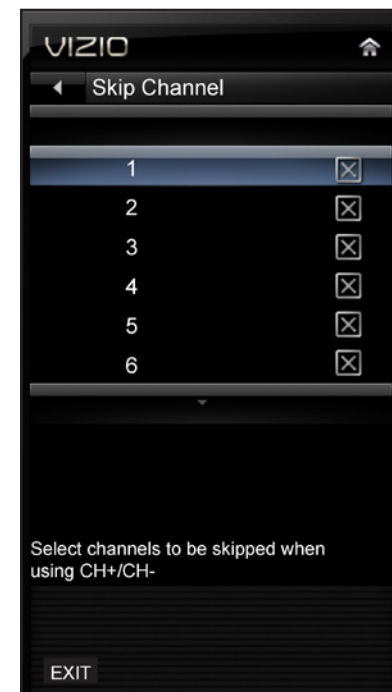 VIZIO
Skip Channel
1
2
3
4
5
6
Select channels to be skipped when
using CH+/CH-
EXIT